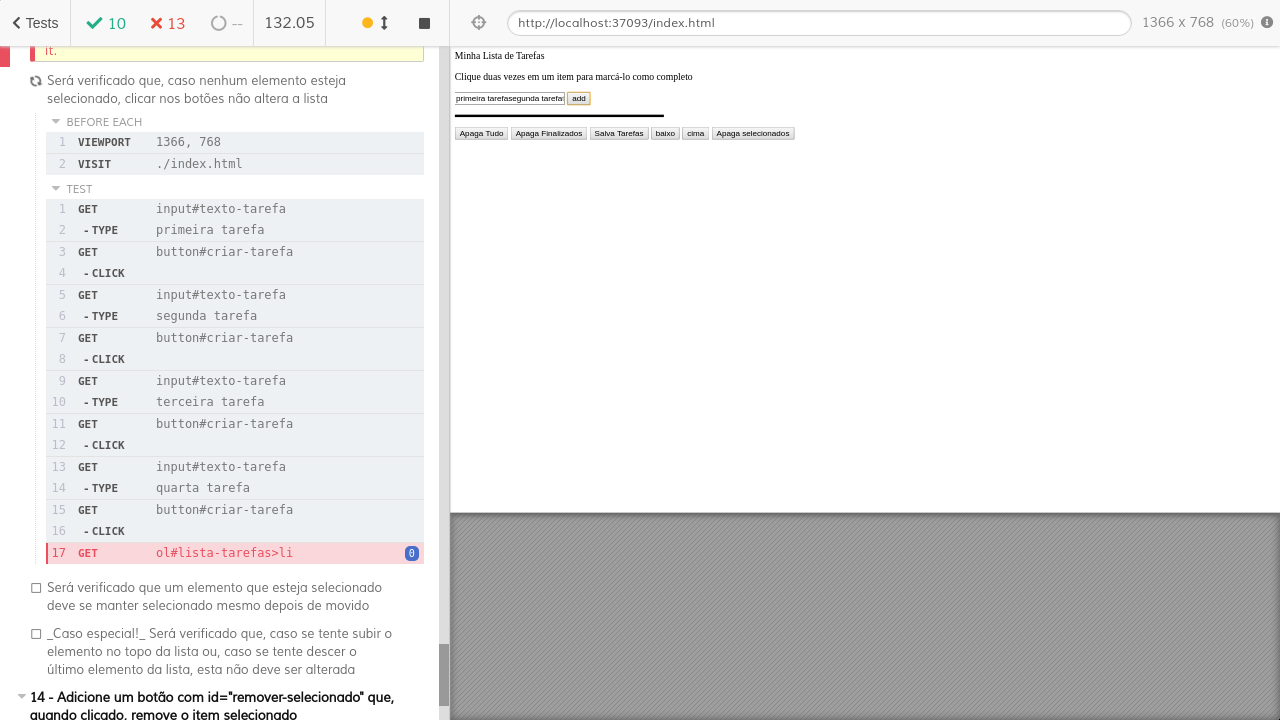 Tests
10
13
--
132.05
http://localhost:37093/index.html
1366 x 768 (60%)
it.
Será verificado que, caso nenhum elemento esteja
selecionado, clicar nos botões não altera a lista
BEFORE EACH
1 VIEWPORT 1366, 768
2 VISIT ./index.html
TEST
1 GET input#texto-tarefa
2 -TYPE primeira tarefa
3 GET button#criar-tarefa
4 -CLICK
5 GET input#texto-tarefa
6 -TYPE segunda tarefa
7 GET button#criar-tarefa
8 -CLICK
9 GET input#texto-tarefa
10 -TYPE terceira tarefa
11 GET button#criar-tarefa
12 -CLICK
13 GET input#texto-tarefa
14 -TYPE quarta tarefa
15 GET button#criar-tarefa
16 -CLICK
17 GET ol#lista-tarefas>li 0
Será verificado que um elemento que esteja selecionado
deve se manter selecionado mesmo depois de movido
_Caso especial!_ Será verificado que, caso se tente subir o
elemento no topo da lista ou, caso se tente descer o
último elemento da lista, esta não deve ser alterada
14 - Adicione um botão com id="remover-selecionado" que,
quando clicado, remove o item selecionado
Minha Lista de Tarefas
Clique duas vezes em um item para marcá-lo como completo
primeira tarefasegunda tarefa add
Apaga Tudo Apaga Finalizados Salva Tarefas baixo cima Apaga selecionados